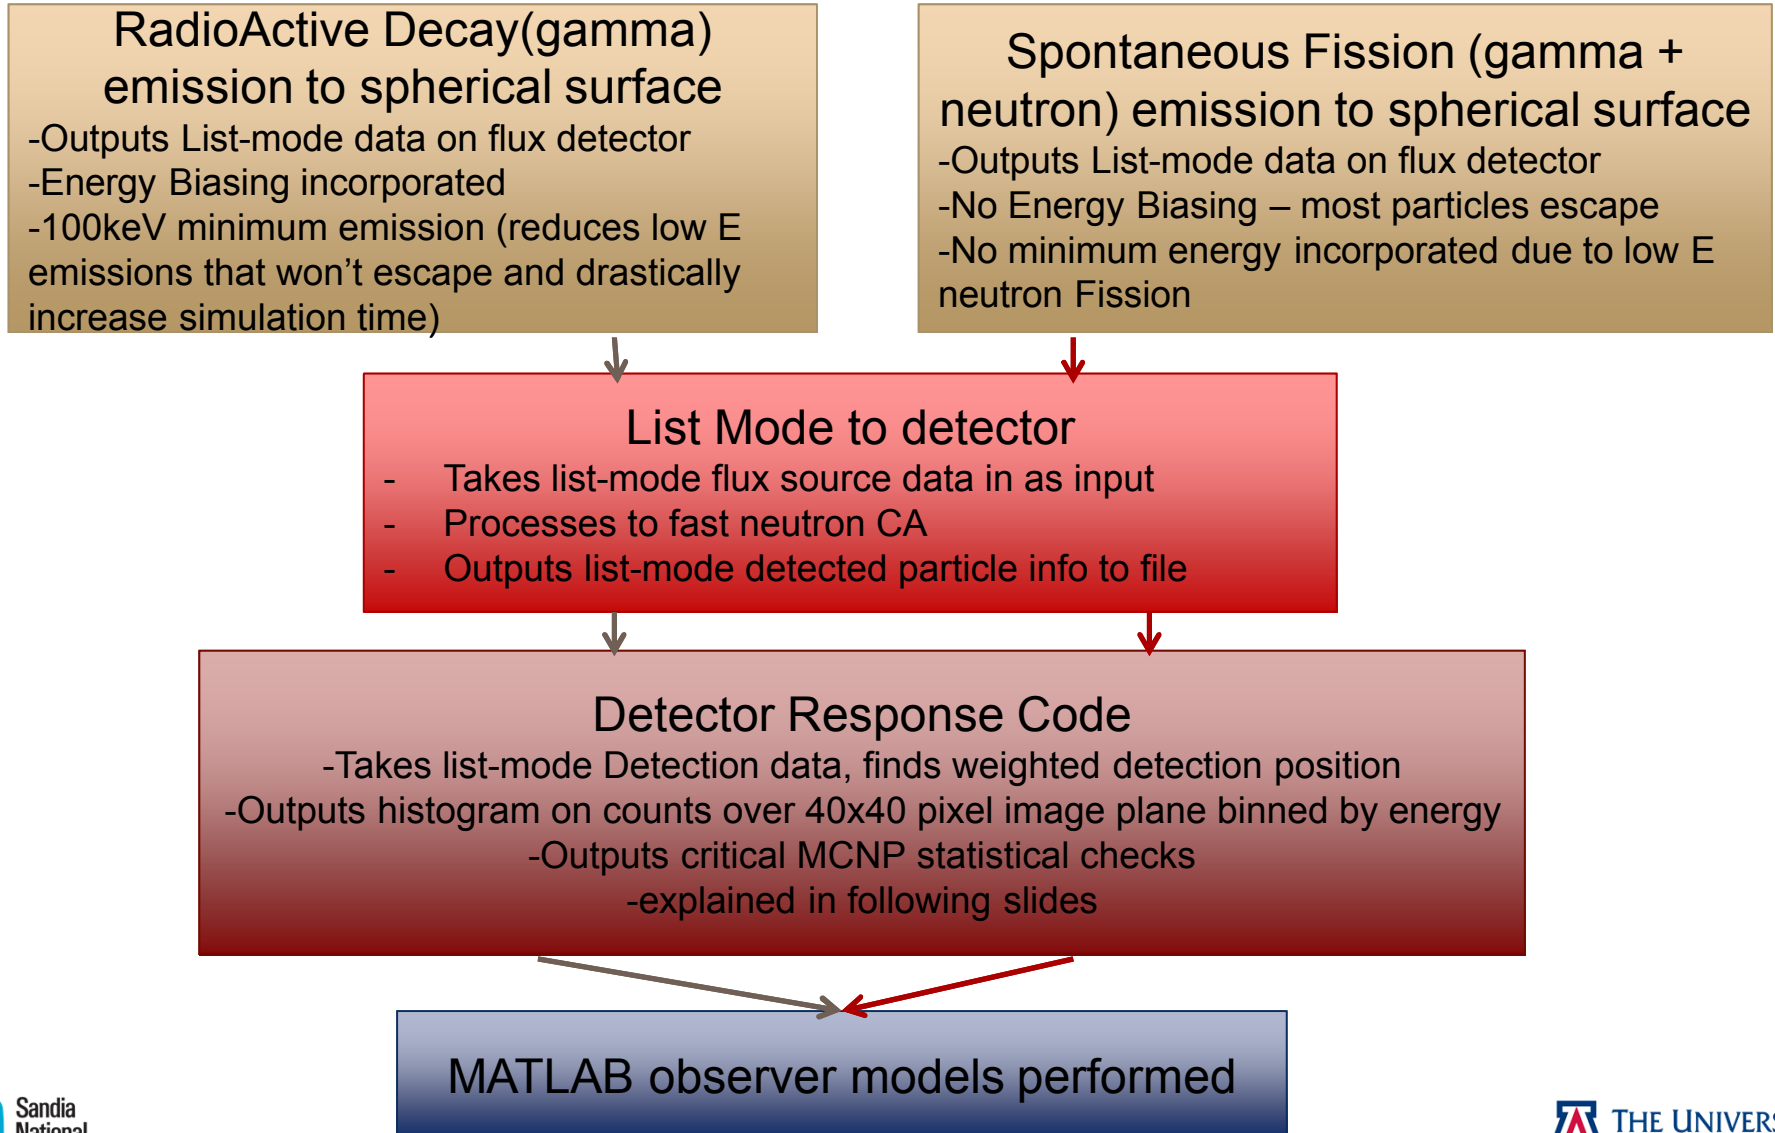 RadioActive Decay(gamma)
emission to spherical surface
-Outputs List-mode data on flux detector
-Energy Biasing incorporated
-100keV minimum emission (reduces low E
emissions that won’t escape and drastically
increase simulation time)
Spontaneous Fission (gamma +
neutron) emission to spherical surface
-Outputs List-mode data on flux detector
-No Energy Biasing – most particles escape
-No minimum energy incorporated due to low E
neutron Fission
List Mode to detector
- Takes list-mode flux source data in as input
- Processes to fast neutron CA
- Outputs list-mode detected particle info to file
Detector Response Code
-Takes list-mode Detection data, finds weighted detection position
-Outputs histogram on counts over 40x40 pixel image plane binned by energy
-Outputs critical MCNP statistical checks
-explained in following slides
MATLAB observer models performed
Sandia
National
THE UNIVERS